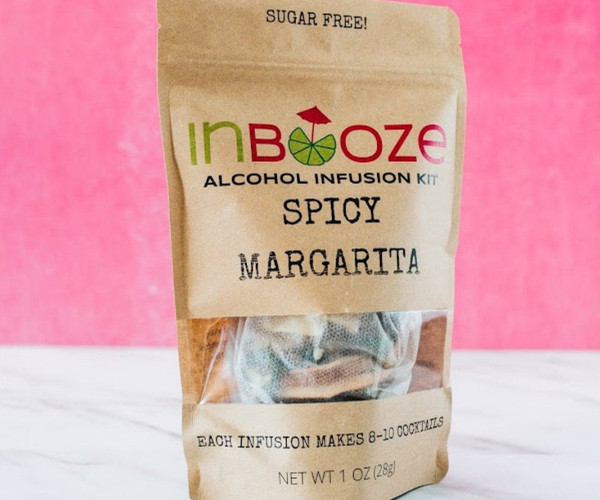 SUGAR FREE!
INBOOZE
ALCOHOL INFUSION KIT
SPICY
MARGARITA
EACH INFUSION MAKES 8-10 COCKTAILS
NET WT 1 OZ (28g)